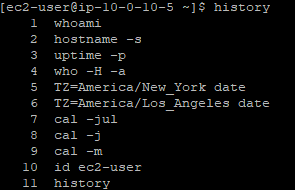 [ec2-user@ip-10-0-10-5 ~]$ history
1 whoami
2 hostname -s
3 uptime -p
4 who -H -a
5 TZ=America/New_York date
6 TZ=America/Los_Angeles date
7 cal -jul
8 cal -j
9 cal -m
10 id ec2-user
11 history